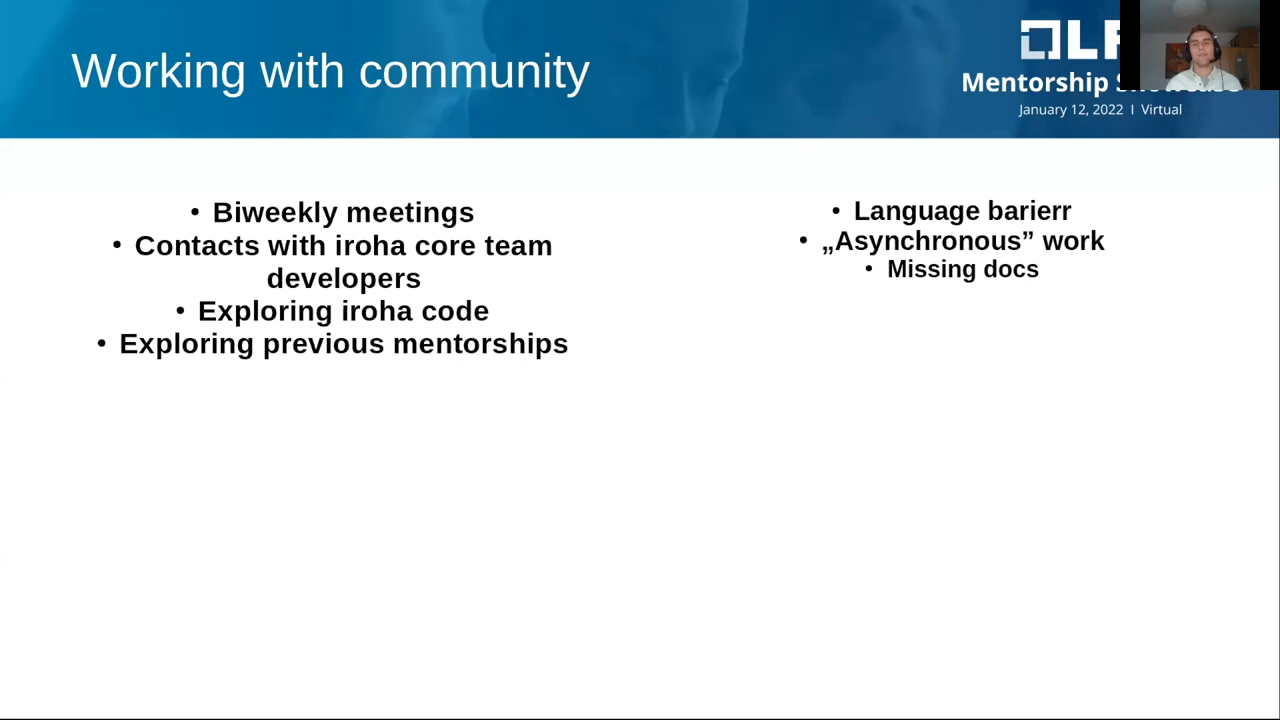 Working with community
LF
Mentorship
January 12, 2022 I Virtual
• Biweekly meetings
• Contacts with iroha core team
developers
• Exploring iroha code
• Exploring previous mentorships
• Language barierr
• „Asynchronous” work
• Missing docs